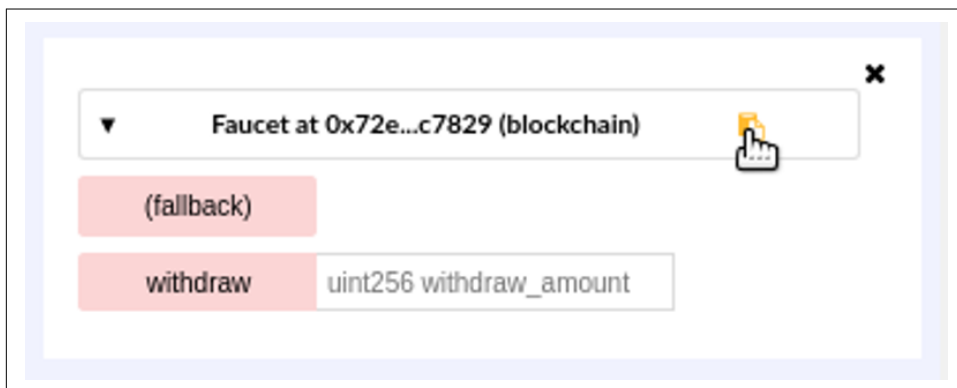 Faucet at 0x72e...c7829 (blockchain)
(fallback)
withdraw uint256 withdraw_amount